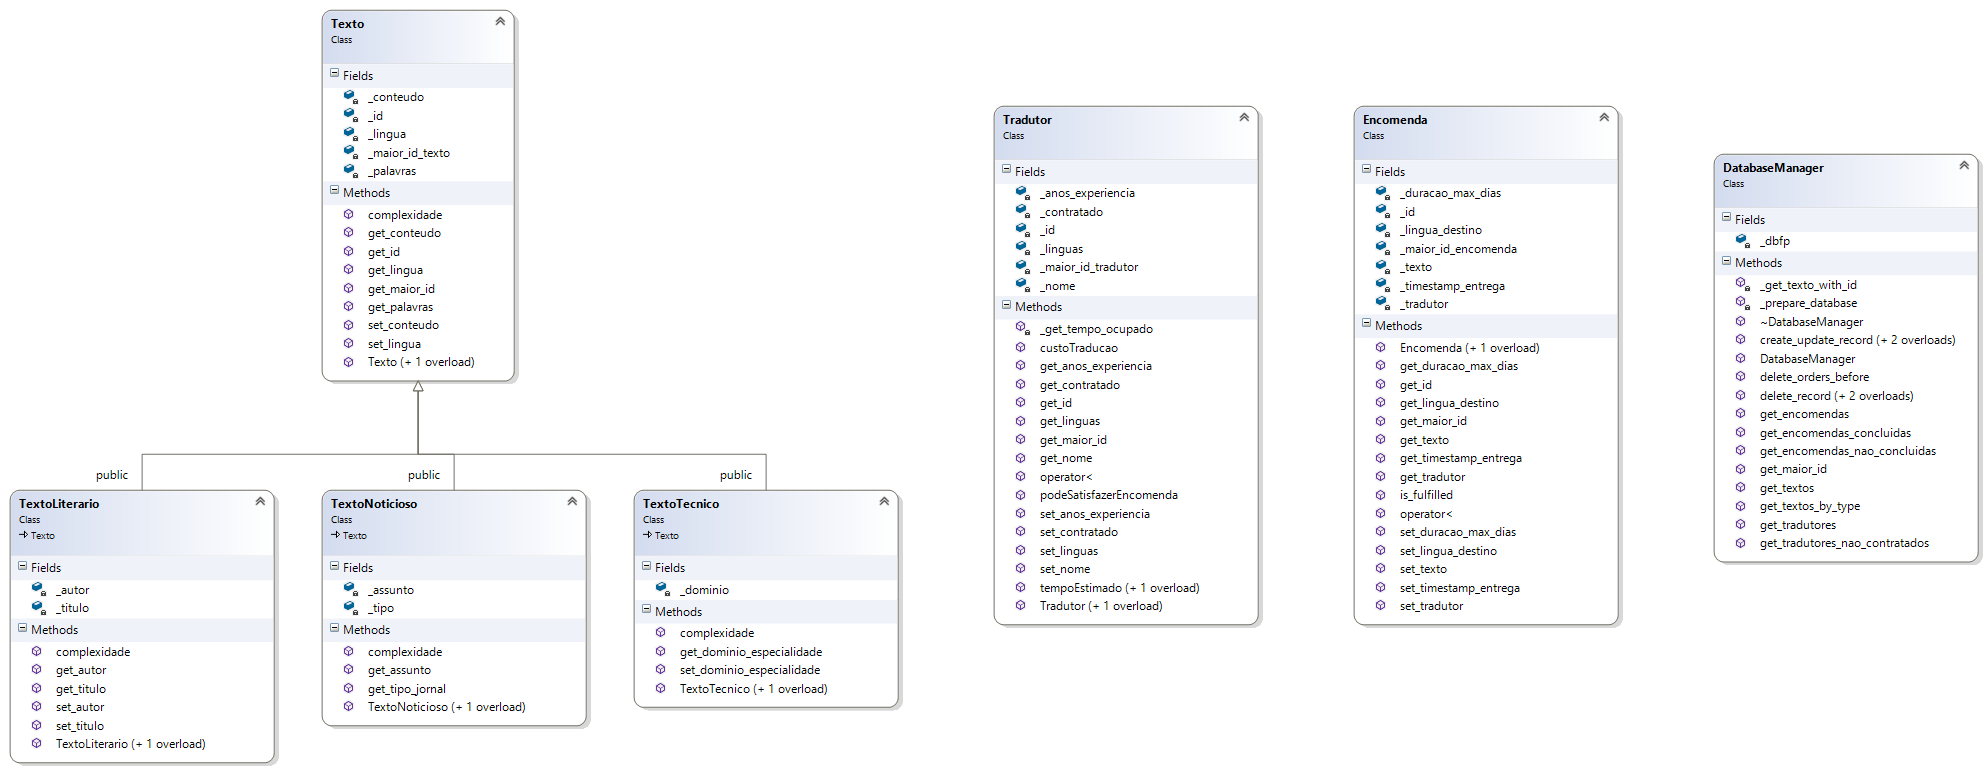 Texto
Class
Fields
_conteudo
_id
_lingua
_maior_id_texto
_palavras
Methods
complexidade
get_conteudo
get_id
get_lingua
get_maior_id
get_palavras
set_conteudo
set_lingua
Texto (+ 1 overload)
public
public
public
TextoLiterario
Class
Texto
Fields
_autor
_titulo
Methods
complexidade
get_autor
get_titulo
set_autor
set_titulo
TextoLiterario (+ 1 overload)
TextoNoticioso
Class
Texto
Fields
_assunto
_tipo
Methods
complexidade
get_assunto
get_tipo_jornal
TextoNoticioso (+ 1 overload)
TextoTecnico
Class
Texto
Fields
_dominio
Methods
complexidade
get_dominio_especialidade
set_dominio_especialidade
TextoTecnico (+ 1 overload)
Tradutor
Class
Fields
_anos_experiencia
_contratado
_id
_linguas
_maior_id_tradutor
_nome
Methods
_get_tempo_ocupado
custoTraducao
get_anos_experiencia
get_contratado
get_id
get_linguas
get_maior_id
get_nome
operator<
podeSatisfazerEncomenda
set_anos_experiencia
set_contratado
set_linguas
set_nome
tempoEstimado (+ 1 overload)
Tradutor (+ 1 overload)
Encomenda
Class
Fields
_duracao_max_dias
_id
_lingua_destino
_maior_id_encomenda
_texto
_timestamp_entrega
_tradutor
Methods
Encomenda (+ 1 overload)
get_duracao_max_dias
get_id
get_lingua_destino
get_maior_id
get_texto
get_timestamp_entrega
get_tradutor
is_fulfilled
operator<
set_duracao_max_dias
set_lingua_destino
set_texto
set_timestamp_entrega
set_tradutor
DatabaseManager
Class
Fields
_dbfp
Methods
_get_texto_with_id
_prepare_database
~DatabaseManager
create_update_record (+ 2 overloads)
DatabaseManager
delete_orders_before
delete_record (+ 2 overloads)
get_encomendas
get_encomendas_concluidas
get_encomendas_nao_concluidas
get_maior_id
get_textos
get_textos_by_type
get_tradutores
get_tradutores_nao_contratados